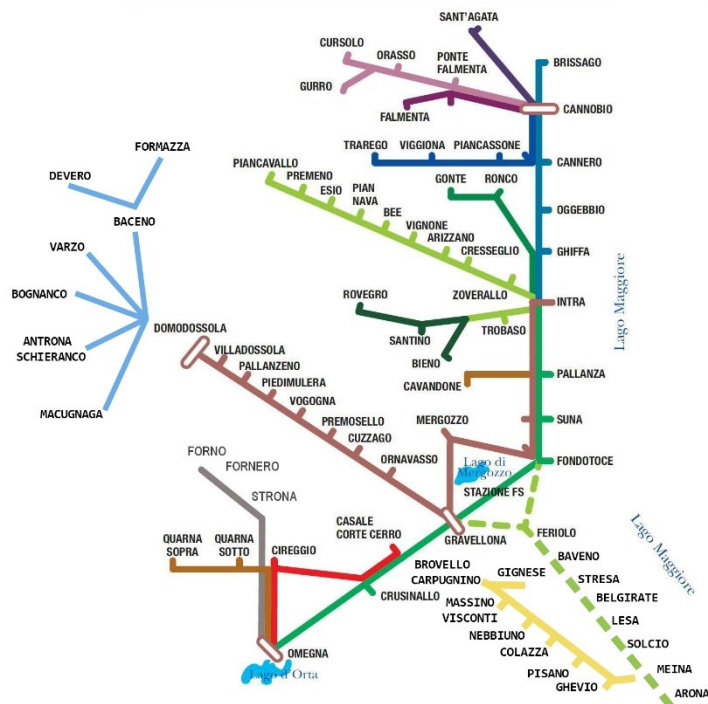 SANT'AGATA
CURSOLO
ORASSO
PONTE
FALMENTA
BRISSAGO
GURRO
FALMENTA
CANNOBIO
FORMAZZA
TRAREGO
VIGGIONA
PIANCASSONE
CANNERO
DEVERO
PIANCAVALLO
PREMENO
ESIO
PIAN
NAVA
BEE
VIGNONE
ARIZZANO
CRESSEGLIO
GONTE
RONCO
OGGEBBIO
BACENO
VARZO
GHIFFA
BOGNANCO
ROVEGRO
ZOVERALLO
INTRA
Lago Maggiore
DOMODOSSOLA
SANTINO
TROBASO
ANTRONA
SCHIERANCO
VILLADOSSOLA
BIENO
PALLANZENO
PALLANZA
PIEDIMULERA
CAVANDONE
MACUGNAGA
VOGOGNA
PREMOSELLO
MERGOZZO
SUNA
CUZZAGO
ORNAVASSO
Lago di
Mergozzo
FONDOTOCE
FORNO
FORNERO
STRONA
STAZIONE FS
CASALE
CORTE CERRO
GRAVELLONA
FERIOLO
Lago Maggiore
QUARNA
SOPRA
QUARNA
SOTTO
CIREGGIO
BAVENO
BROVELLO
CARPUGNINO
GIGNESE
STRESA
CRUSINALLO
BELGIRATE
MASSINO
VISCONTI
LESA
NEBBIUNO
COLAZZA
SOLCIO
OMEGNA
PISANO
MEINA
Lago d'Orta
GHEVIO
ARONA